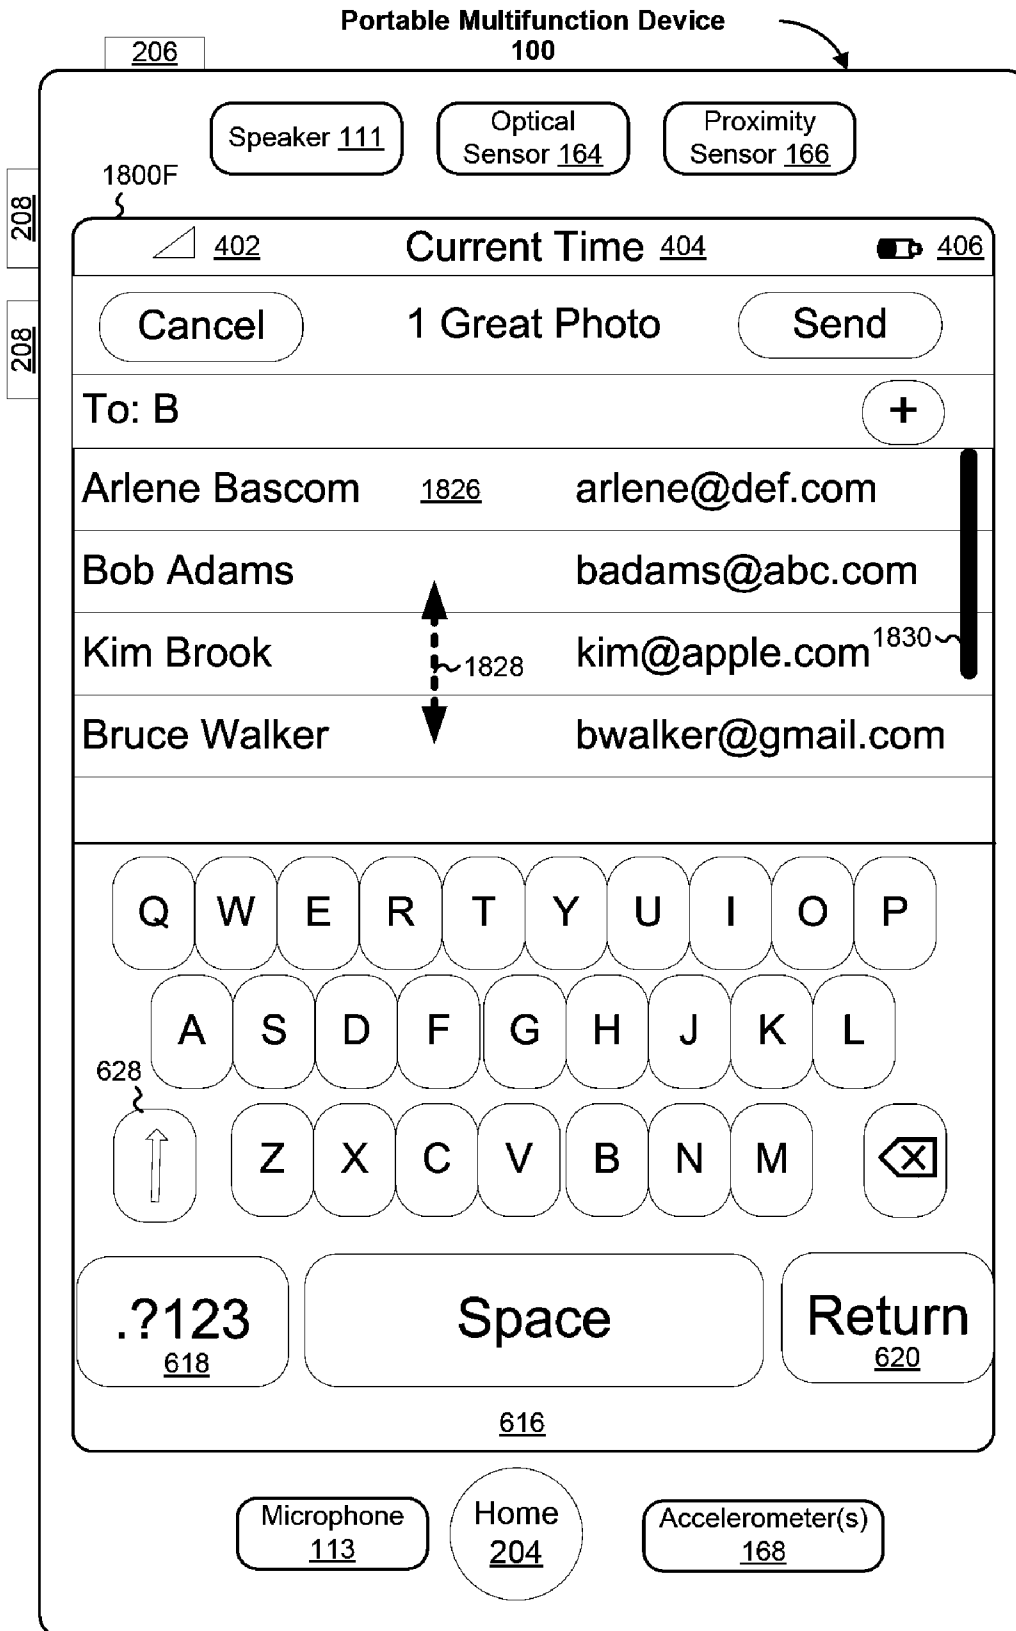 Portable Multifunction Device
100
206
Speaker 111
Optical
Sensor 164
Proximity
Sensor 166
1800F
208
208
402 Current Time 404 406
Cancel 1 Great Photo Send
To: B +
Arlene Bascom 1826 arlene@def.com
Bob Adams badams@abc.com
Kim Brook 1828 kim@apple.com 1830
Bruce Walker bwalker@gmail.com
Q W E R T Y U I O P
A S D F G H J K L
628
Z X C V B N M
.?123 Space Return
618 620
616
Microphone
113
Home
204
Accelerometer(s)
168